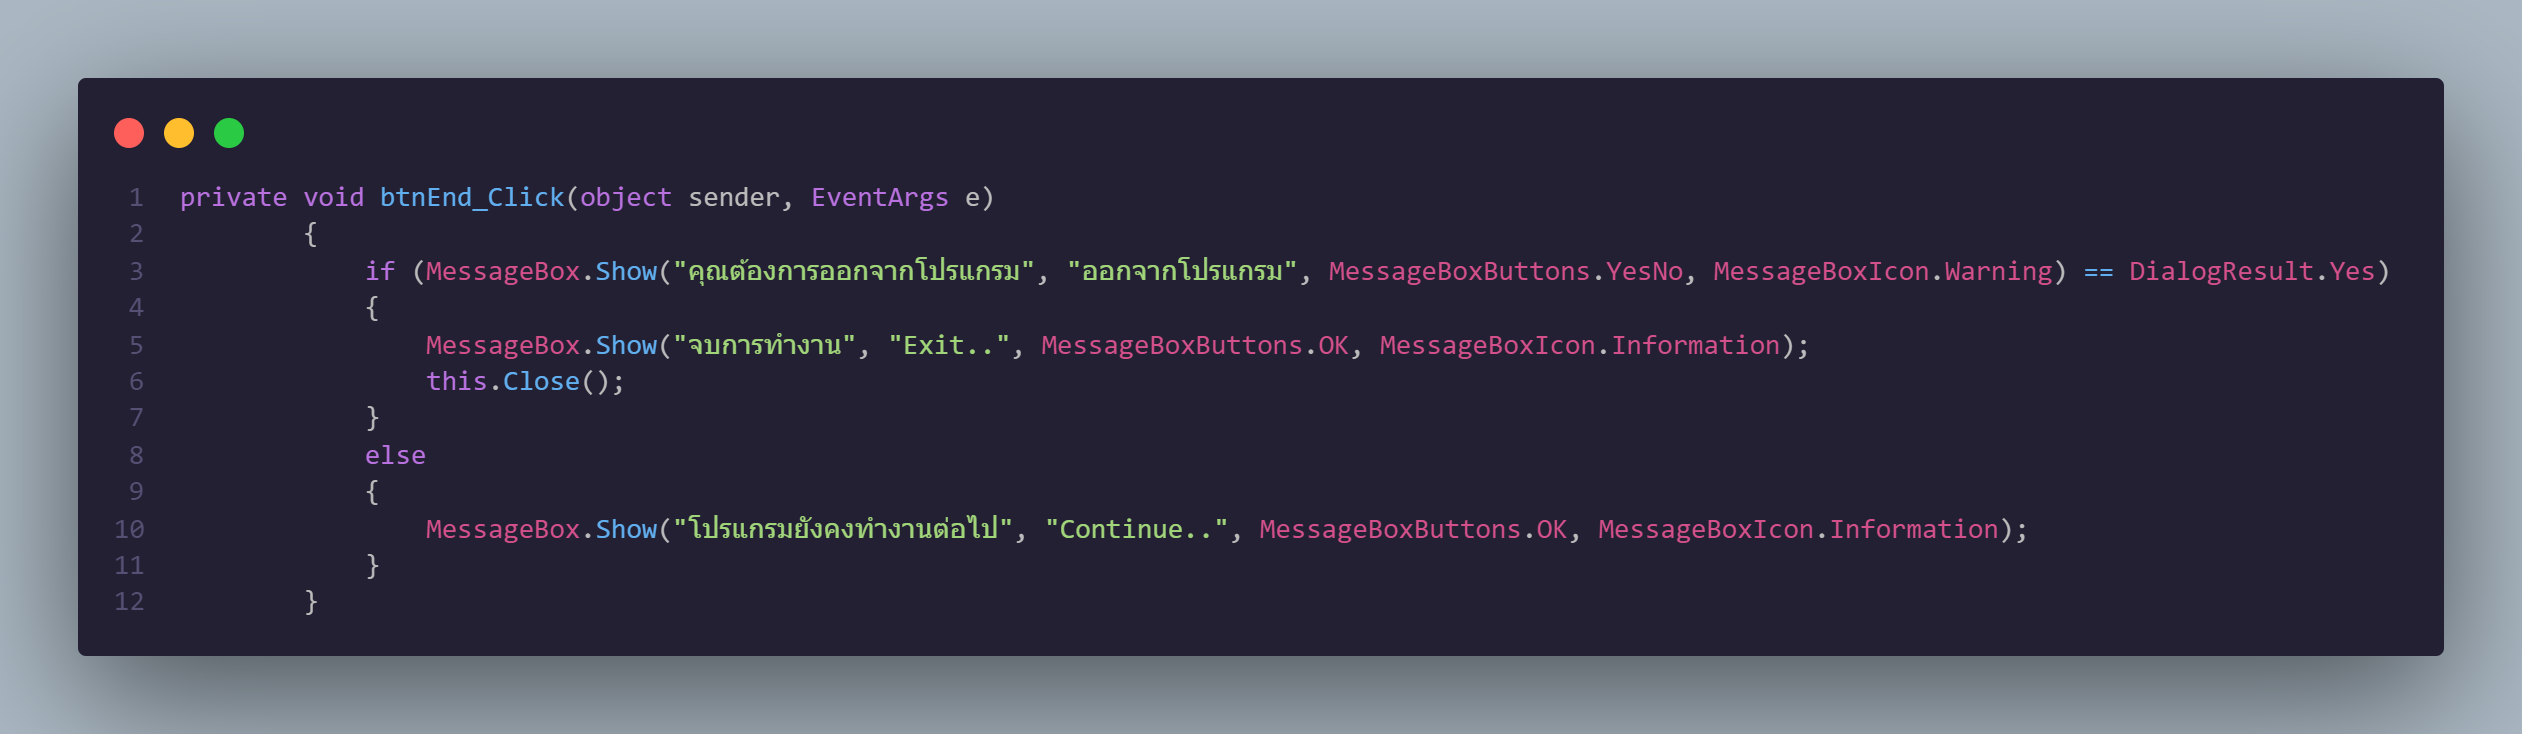 1 private void btnEnd_Click(object sender, EventArgs e)
2 {
3 if (MessageBox.Show("คุณต้องการออกจากโปรแกรม", "ออกจากโปรแกรม", MessageBoxButtons.YesNo, MessageBoxIcon.Warning) == DialogResult.Yes)
4 {
5 MessageBox.Show("จบการทำงาน", "Exit..", MessageBoxButtons.OK, MessageBoxIcon.Information);
6 this.Close();
7 }
8 else
9 {
10 MessageBox.Show("โปรแกรมยังคงทำงานต่อไป", "Continue..", MessageBoxButtons.OK, MessageBoxIcon.Information);
11 }
12 }